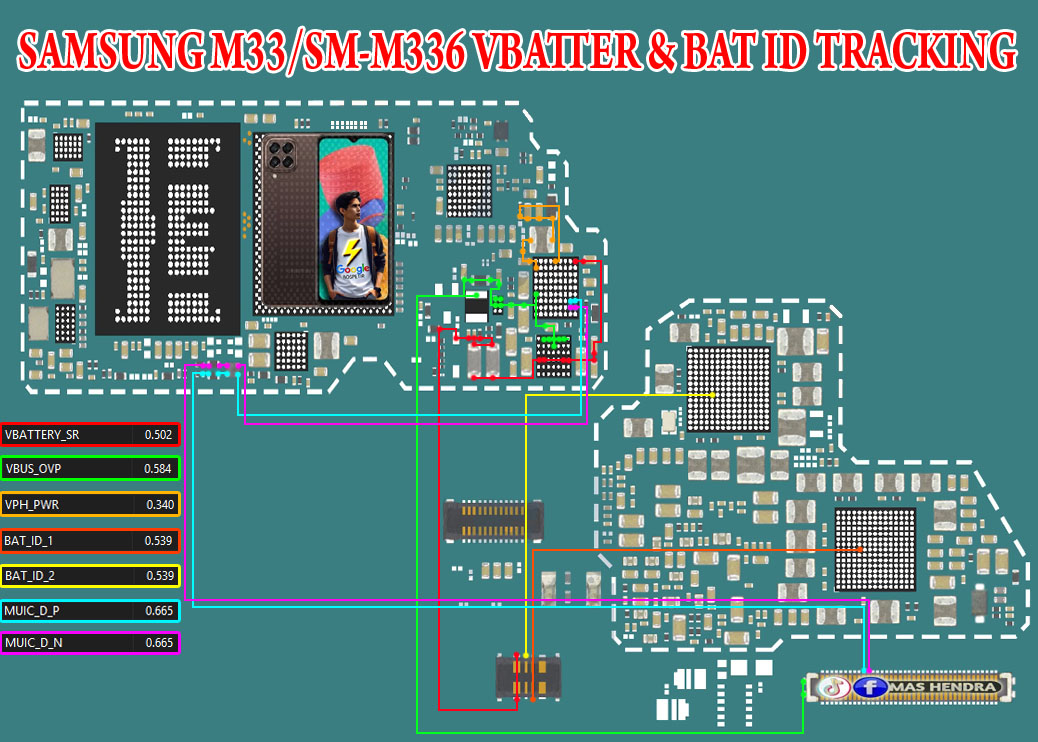 SAMSUNG M33/SM-M336 VBATTER & BAT ID TRACKING
Google
VBATTERY_SR 0.502
VBUS_OVP 0.584
VPH_PWR 0.340
BAT_ID_1 0.539
BAT_ID_2 0.539
MUIC_D_P 0.665
MUIC_D_N 0.665
f MAS HENDRA